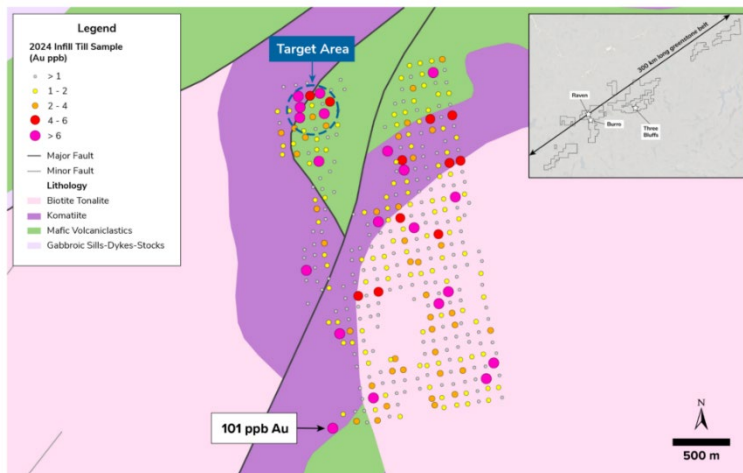 Legend
2024 Infill Till Sample
(Au ppb)
> 1
1 - 2
2 - 4
4 - 6
> 6
Major Fault
Minor Fault
Lithology
Biotite Tonalite
Komatiite
Mafic Volcaniclastics
Gabbroic Sills-Dykes-Stocks
Target Area
300 km long greenstone belt
Raven
Burns
Three
Bluffs
101 ppb Au
N
500 m